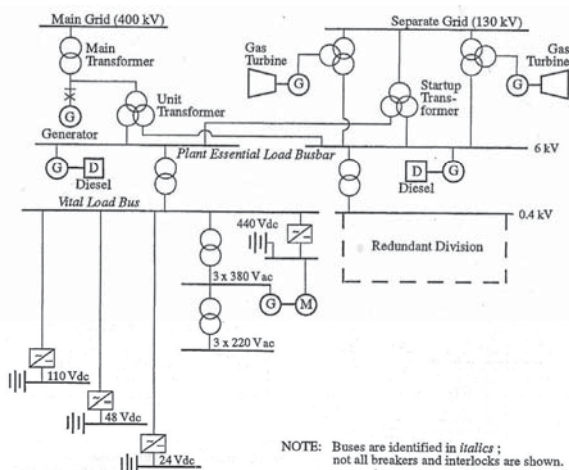 Main Grid (400 kV)
Separate Grid (130 kV)
Main
Transformer
Gas
Turbine
G
Gas
Turbine
G
Unit
Transformer
Startup
Trans-
former
G
Generator
Plant Essential Load Busbar
6 kV
G
D
Diesel
D
G
Diesel
Vital Load Bus
0.4 kV
440 Vdc
Redundant Division
3 x 380 Vac
G
M
3 x 220 Vac
110 Vdc
48 Vdc
24 Vdc
NOTE: Buses are identified in italics ;
not all breakers and interlocks are shown.